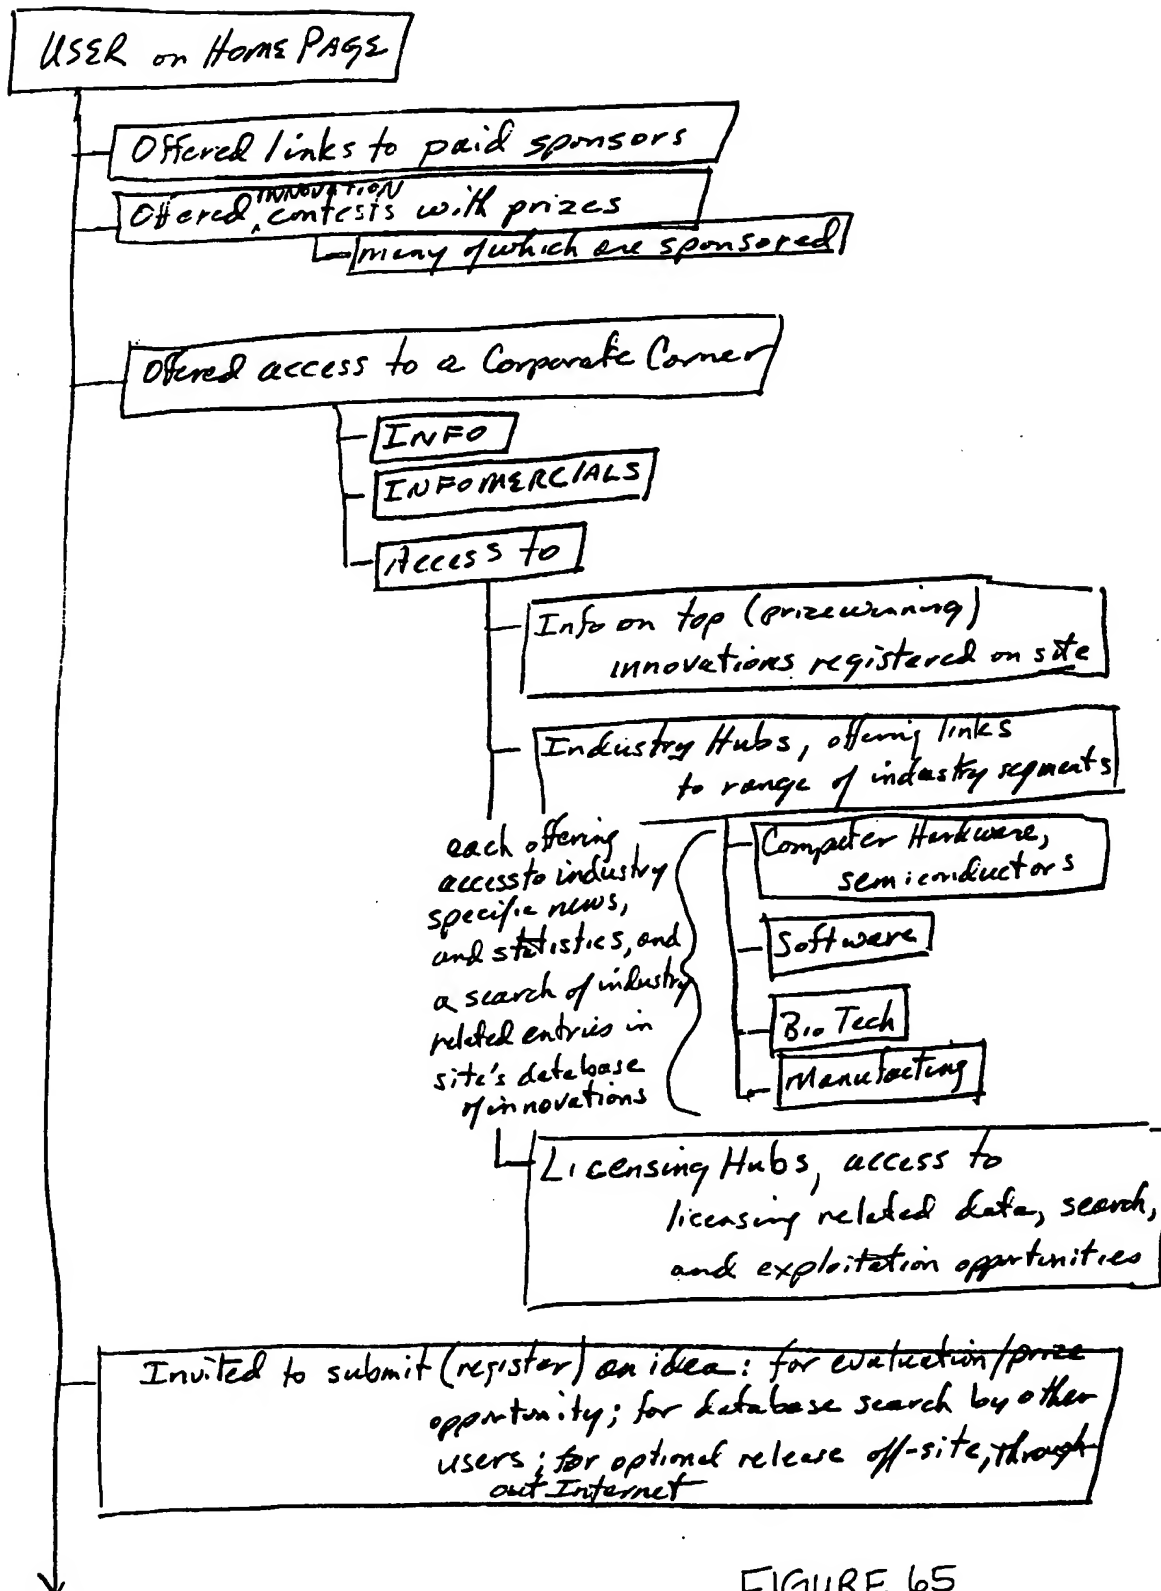 USER on HOME PAGE
Offered links to paid sponsors
INNOVATION
Offered contests with prizes
many of which are sponsored
Offered access to a Corporate Corner
INFO
INFOMERCIALS
Access to
Info on top (prizewinning)
innovations registered on site
Industry Hubs, offering links
to range of industry segments
each offering
access to industry
specific news,
and statistics, and
a search of industry
related entries in
site's database
of innovations
Computer Hardware,
semiconductors
Software
Bio Tech
Manufacting
Licensing Hubs, access to
licensing related data, search,
and exploitation opportunities
Invited to submit (register) an idea: for evaluation/prize
opportunity; for database search by other
users; for optional release off-site, through-
out Internet
FIGURE 65